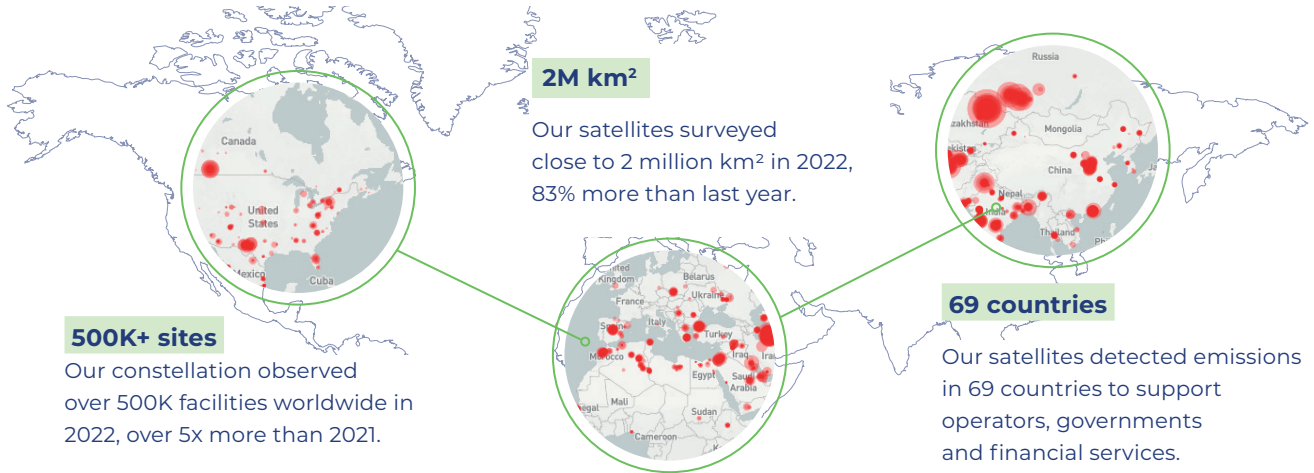 2M km²
Our satellites surveyed
close to 2 million km² in 2022,
83% more than last year.
500K+ sites
Our constellation observed
over 500K facilities worldwide in
2022, over 5x more than 2021.
69 countries
Our satellites detected emissions
in 69 countries to support
operators, governments
and financial services.
Canada
United
States
Mexico
Cuba
Kingdom
Belarus
France
Ukraine
Italy
Turkey
Morocco
Iraq
Egypt
Saudi
Arabia
Mali
Sudan
Cameroon
Russia
Mongolia
China
Nepal
India
Thailand